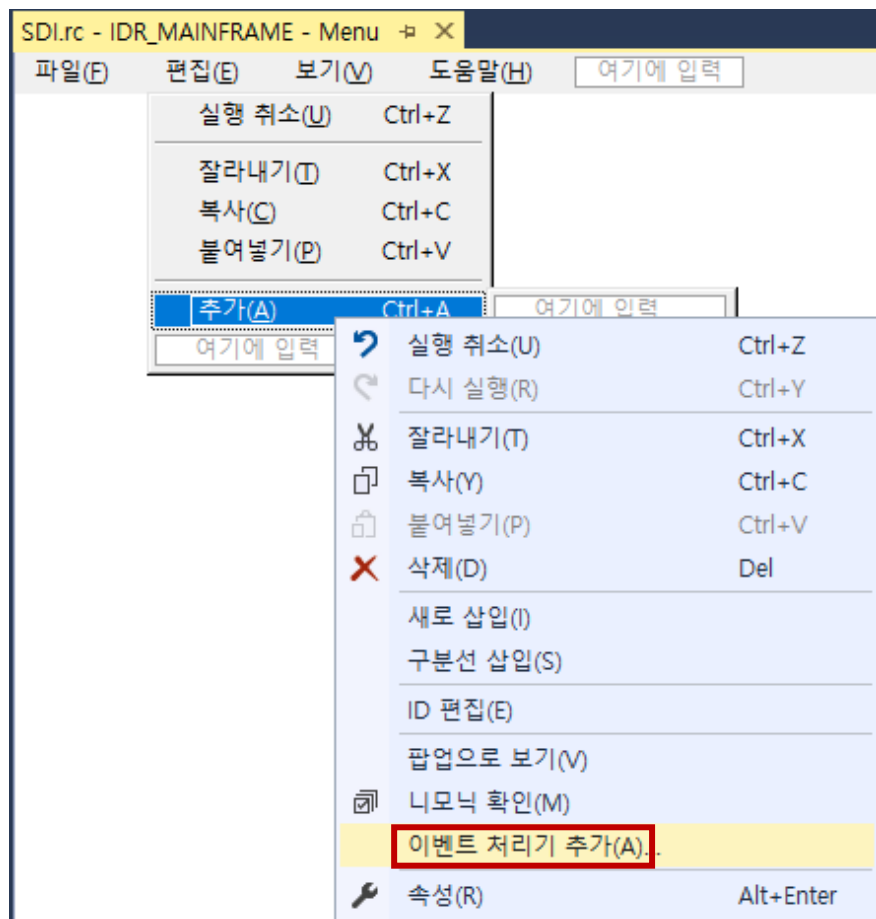 SDI.rc - IDR_MAINFRAME - Menu
파일(F) 편집(E) 보기(V) 도움말(H) 여기에 입력
실행 취소(U) Ctrl+Z
잘라내기(T) Ctrl+X
복사(C) Ctrl+C
붙여넣기(P) Ctrl+V
추가(A) Ctrl+A 여기에 입력
여기에 입력
실행 취소(U) Ctrl+Z
다시 실행(R) Ctrl+Y
잘라내기(T) Ctrl+X
복사(Y) Ctrl+C
붙여넣기(P) Ctrl+V
삭제(D) Del
새로 삽입(I)
구분선 삽입(S)
ID 편집(E)
팝업으로 보기(V)
니모닉 확인(M)
이벤트 처리기 추가(A)...
속성(R) Alt+Enter